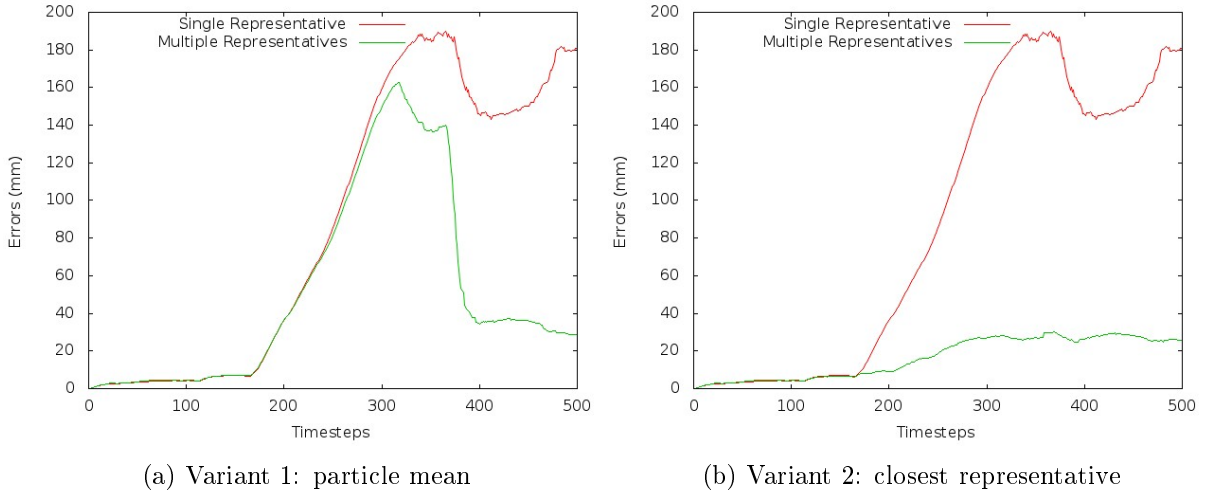 Single Representative
Multiple Representatives
Errors (mm)
200
180
160
140
120
100
80
60
40
20
0
0 100 200 300 400 500
Timesteps
(a) Variant 1: particle mean
Single Representative
Multiple Representatives
Errors (mm)
200
180
160
140
120
100
80
60
40
20
0
0 100 200 300 400 500
Timesteps
(b) Variant 2: closest representative